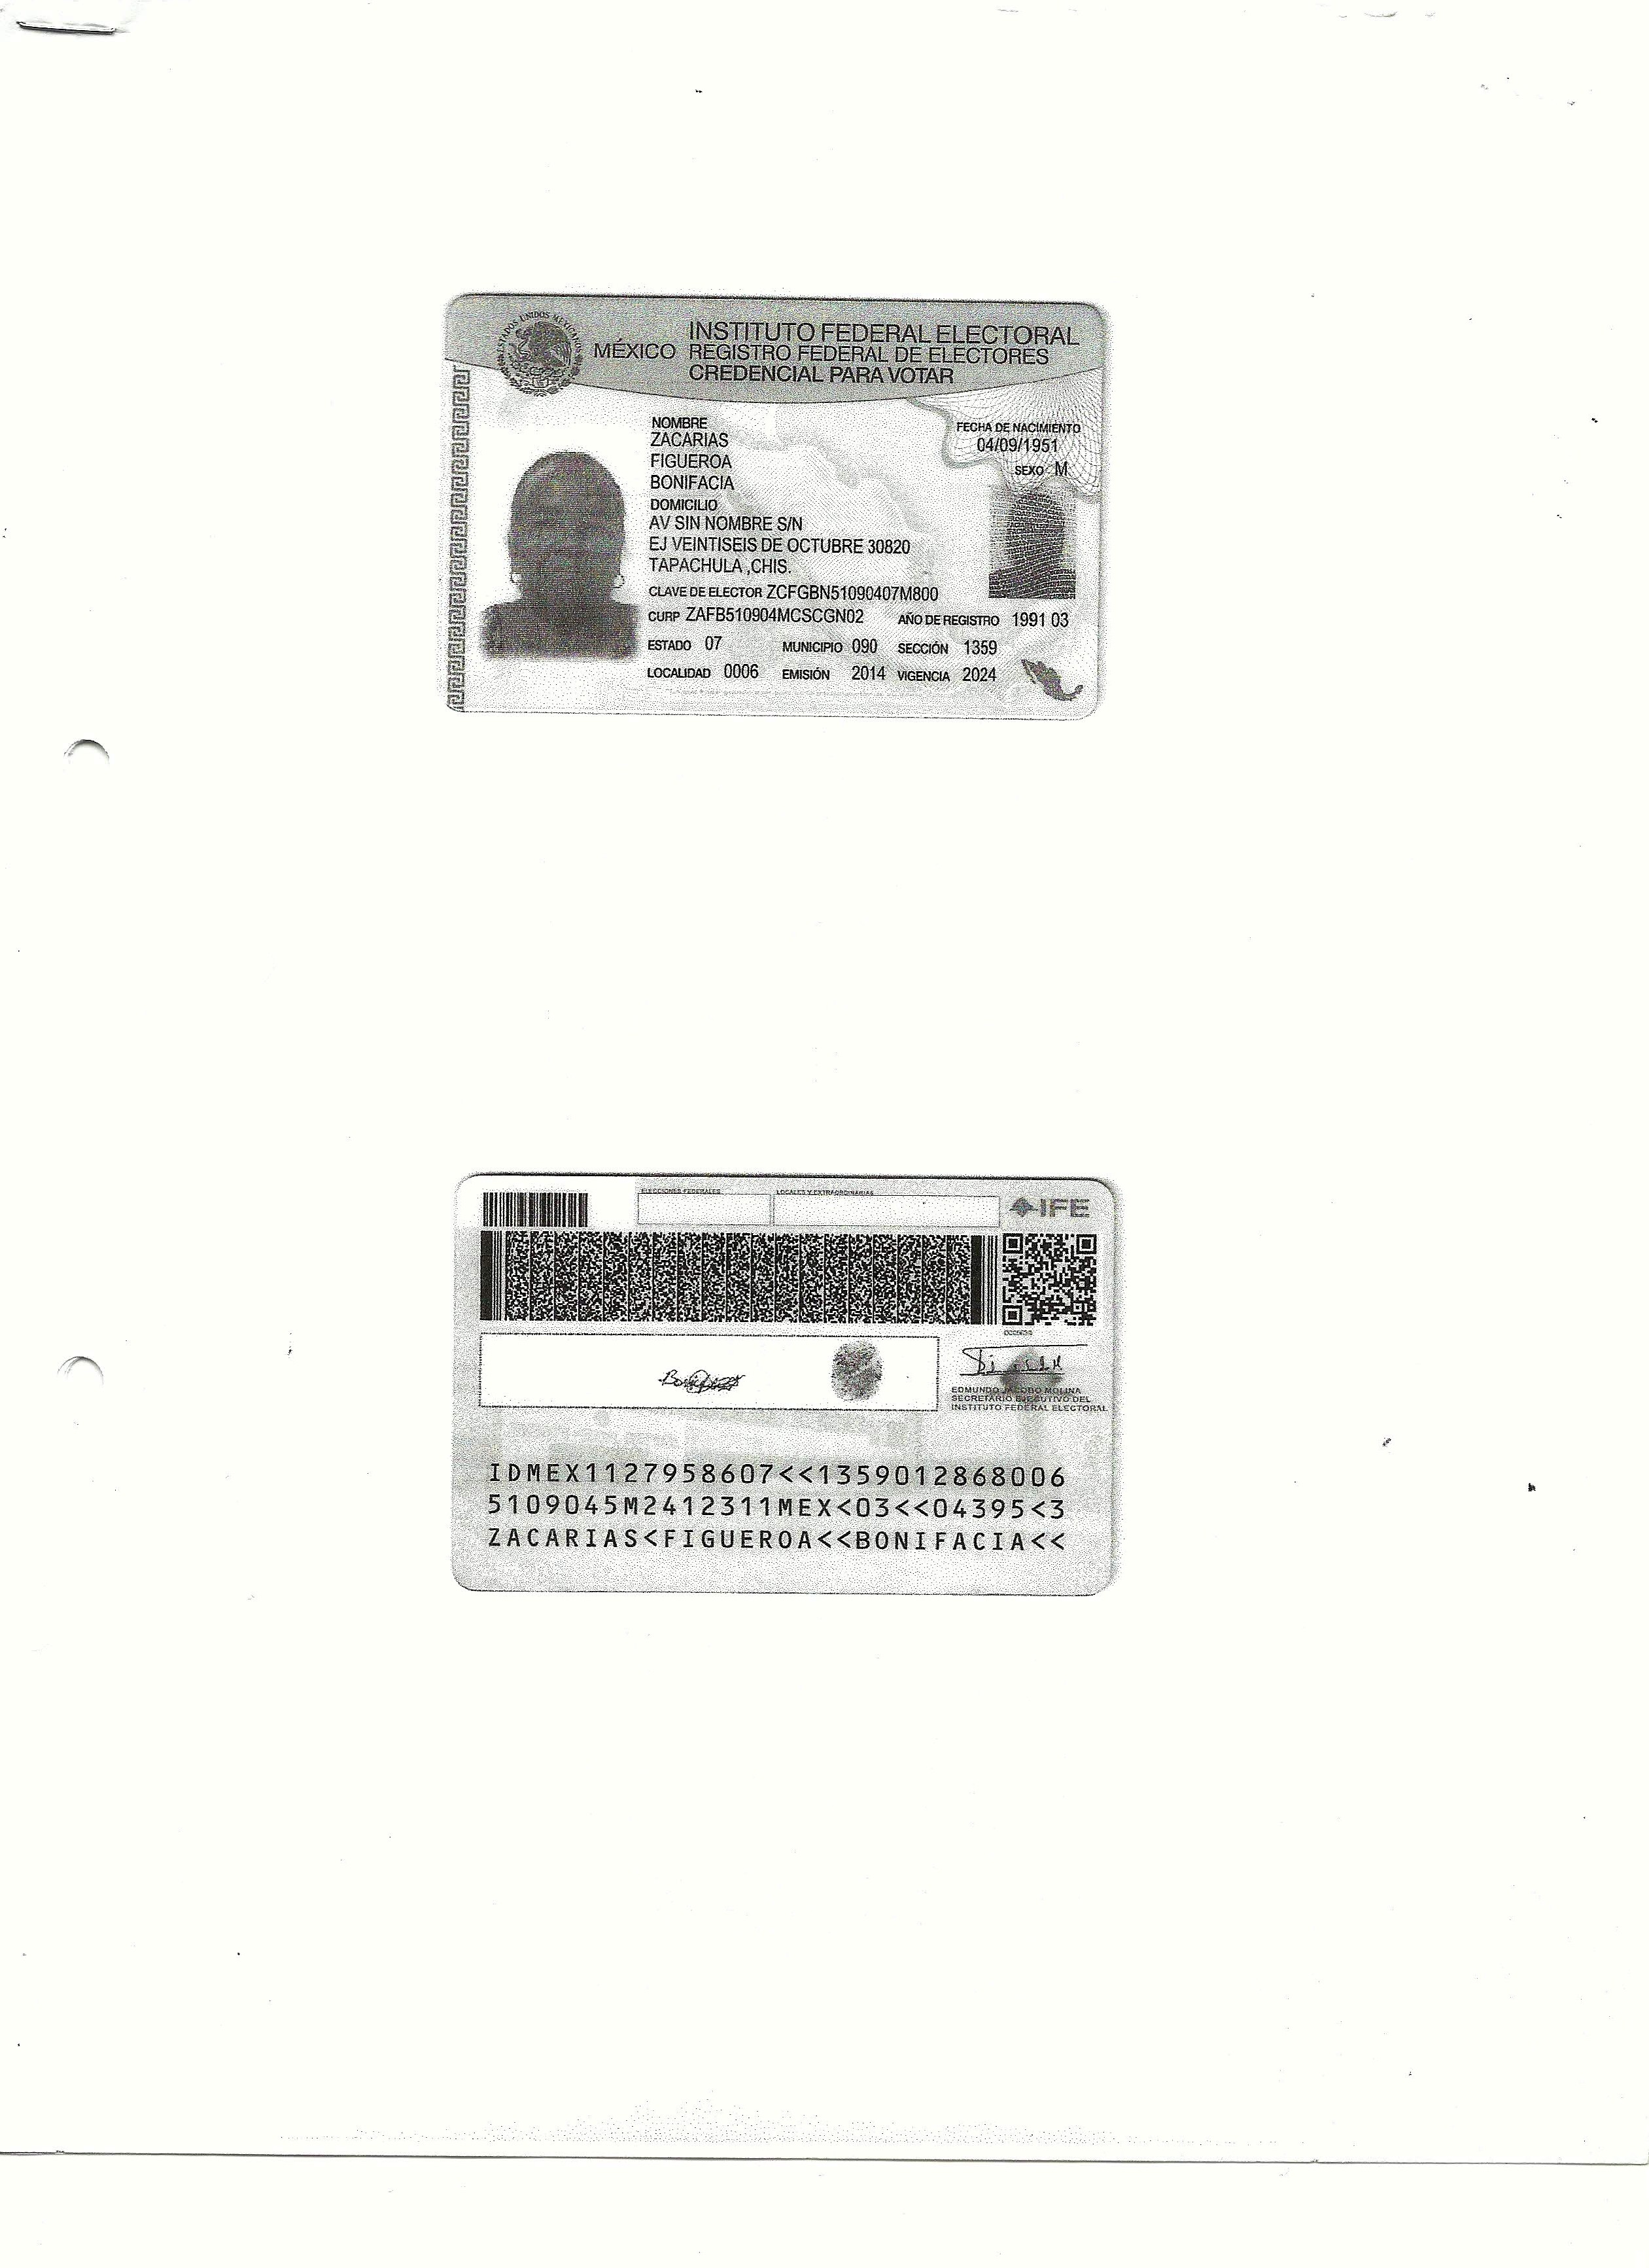 ESTADOS UNIDOS MEXICANOS
INSTITUTO FEDERAL ELECTORAL
MÉXICO REGISTRO FEDERAL DE ELECTORES
CREDENCIAL PARA VOTAR
NOMBRE
ZACARIAS
FIGUEROA
BONIFACIA
FECHA DE NACIMIENTO
04/09/1951
SEXO M
DOMICILIO
AV SIN NOMBRE S/N
EJ VEINTISEIS DE OCTUBRE 30820
TAPACHULA ,CHIS.
CLAVE DE ELECTOR ZCFGBN51090407M800
CURP ZAFB510904MCSCGN02 AÑO DE REGISTRO 1991 03
ESTADO 07 MUNICIPIO 090 SECCIÓN 1359
LOCALIDAD 0006 EMISIÓN 2014 VIGENCIA 2024
ELECCIONES FEDERALES LOCALES Y EXTRAORDINARIAS
IFE
EDMUNDO JACOBO MOLINA
SECRETARIO EJECUTIVO DEL
INSTITUTO FEDERAL ELECTORAL
IDMEX1127958607<<1359012868006
5109045M2412311MEX<03<<04395<3
ZACARIAS<FIGUEROA<<BONIFACIA<<